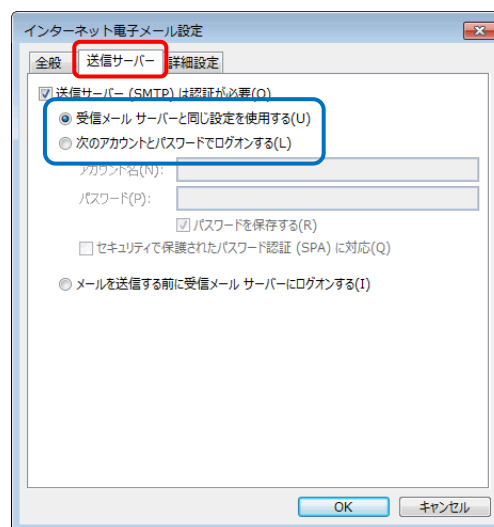 インターネット電子メール設定
全般 送信サーバー 詳細設定
送信サーバー (SMTP) は認証が必要(O)
受信メール サーバーと同じ設定を使用する(U)
次のアカウントとパスワードでログオンする(L)
アカウント名(N):
パスワード(P):
パスワードを保存する(R)
セキュリティで保護されたパスワード認証 (SPA) に対応(Q)
メールを送信する前に受信メール サーバーにログオンする(I)
OK キャンセル